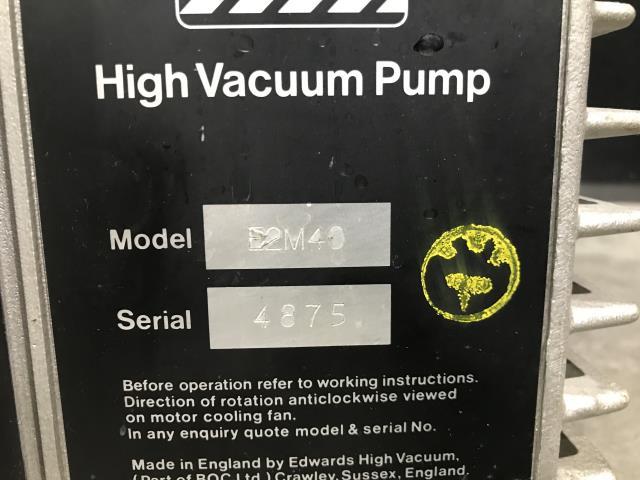 High Vacuum Pump
Model E2M40
Serial 4875
Before operation refer to working instructions.
Direction of rotation anticlockwise viewed
on motor cooling fan.
In any enquiry quote model & serial No.
Made in England by Edwards High Vacuum,
(Part of BOC Ltd.) Crawley, Sussex, England.